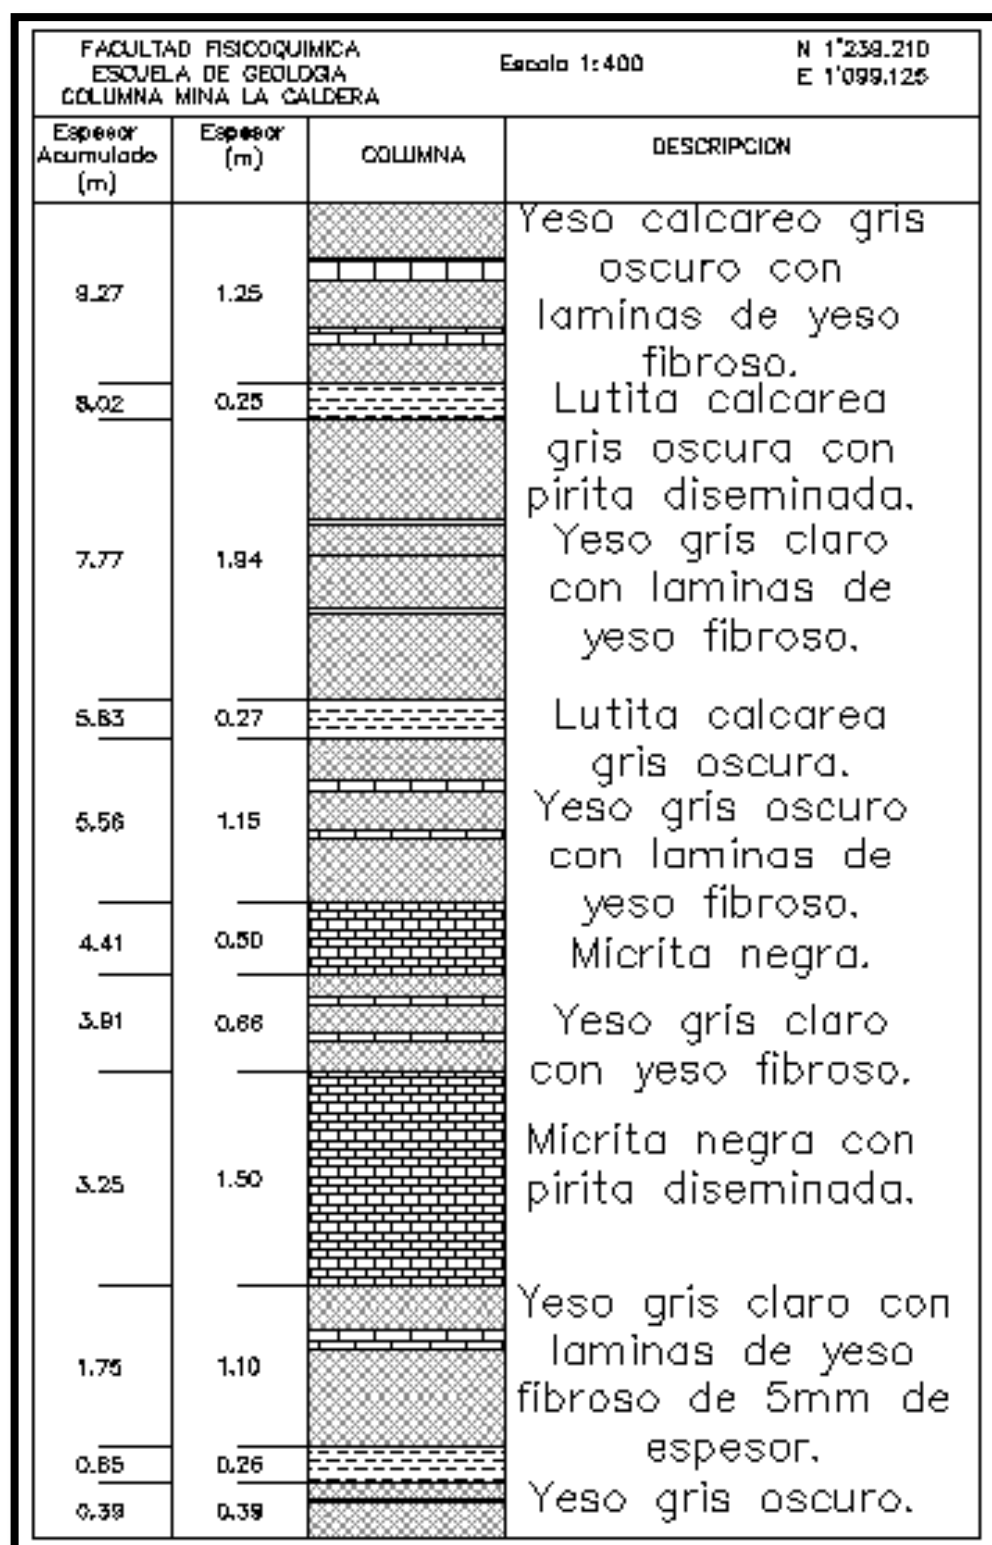 FACULTAD FISICOQUIMICA
ESCUELA DE GEOLOGIA
COLUMNA MINA LA CALDERA
Escala 1:400
N 1°239.210
E 1°099.125
Espesor
Acumulado
(m)
Espesor
(m)
COLUMNA
DESCRIPCION
9.27
1.25
Yeso calcareo gris
oscuro con
laminas de yeso
fibroso.
8.02
0.25
Lutita calcarea
gris oscura con
pirita diseminada.
7.77
1.94
Yeso gris claro
con laminas de
yeso fibroso.
5.83
0.27
Lutita calcarea
gris oscura.
5.56
1.15
Yeso gris oscuro
con laminas de
yeso fibroso.
4.41
0.50
Micrita negra.
3.91
0.66
Yeso gris claro
con yeso fibroso.
3.25
1.50
Micrita negra con
pirita diseminada.
1.75
1.10
Yeso gris claro con
laminas de yeso
fibroso de 5mm de
espesor.
0.65
0.26
0.39
0.39
Yeso gris oscuro.